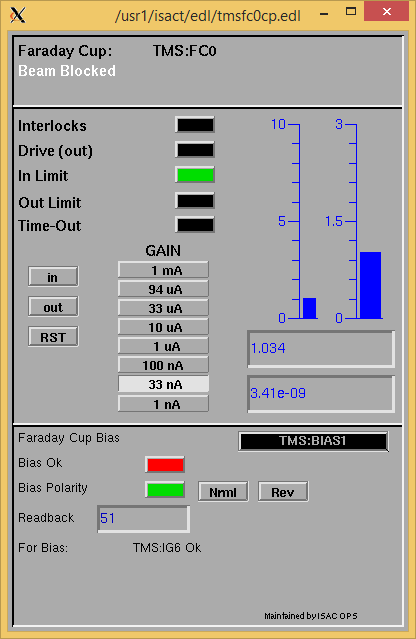 /usr1/isact/edl/tmsfc0cp.edl
Faraday Cup: TMS:FC0
Beam Blocked
Interlocks
Drive (out)
In Limit
Out Limit
Time-Out
10
5
0
3
1.5
0
GAIN
1 mA
94 uA
33 uA
10 uA
1 uA
100 nA
33 nA
1 nA
in
out
RST
1.034
3.41e-09
Faraday Cup Bias TMS:BIAS1
Bias Ok
Bias Polarity Nrml Rev
Readback 51
For Bias: TMS:IG6 Ok
Maintained by ISAC OPS